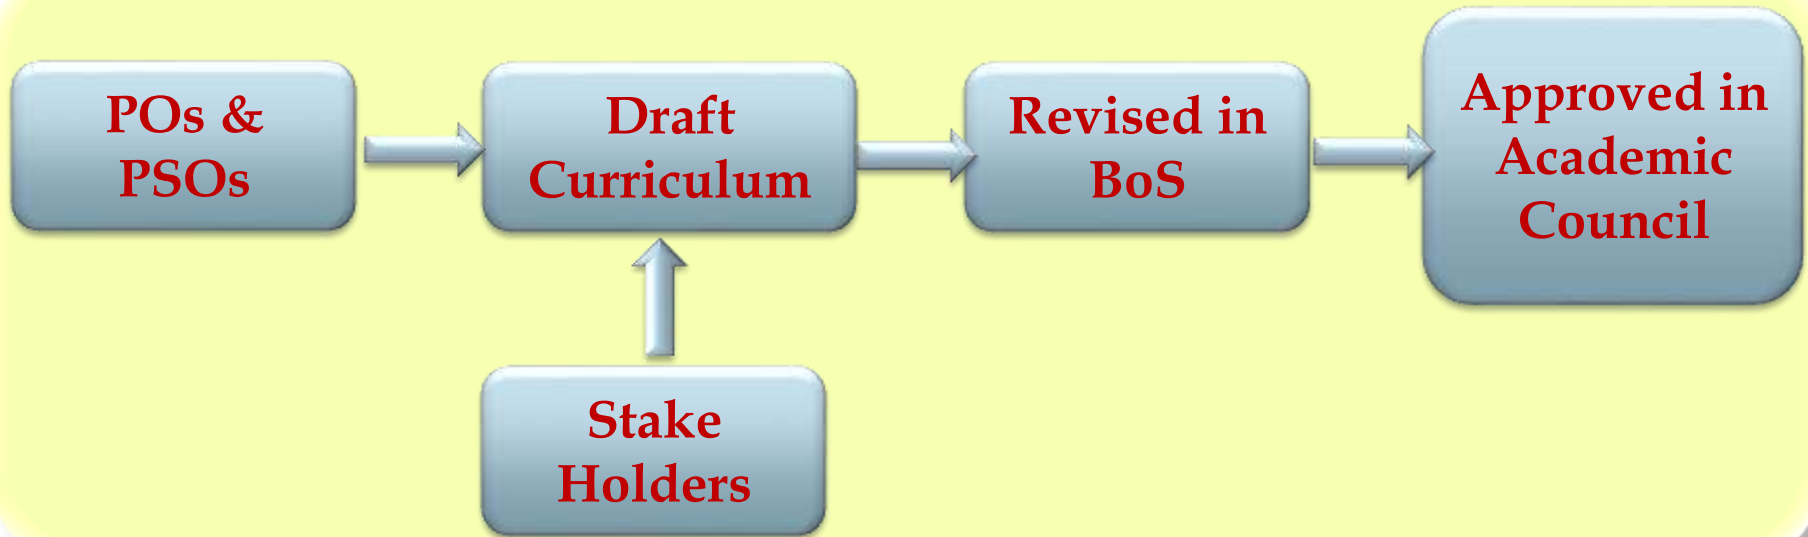 POs &
PSOs
Draft
Curriculum
Revised in
BoS
Approved in
Academic
Council
Stake
Holders